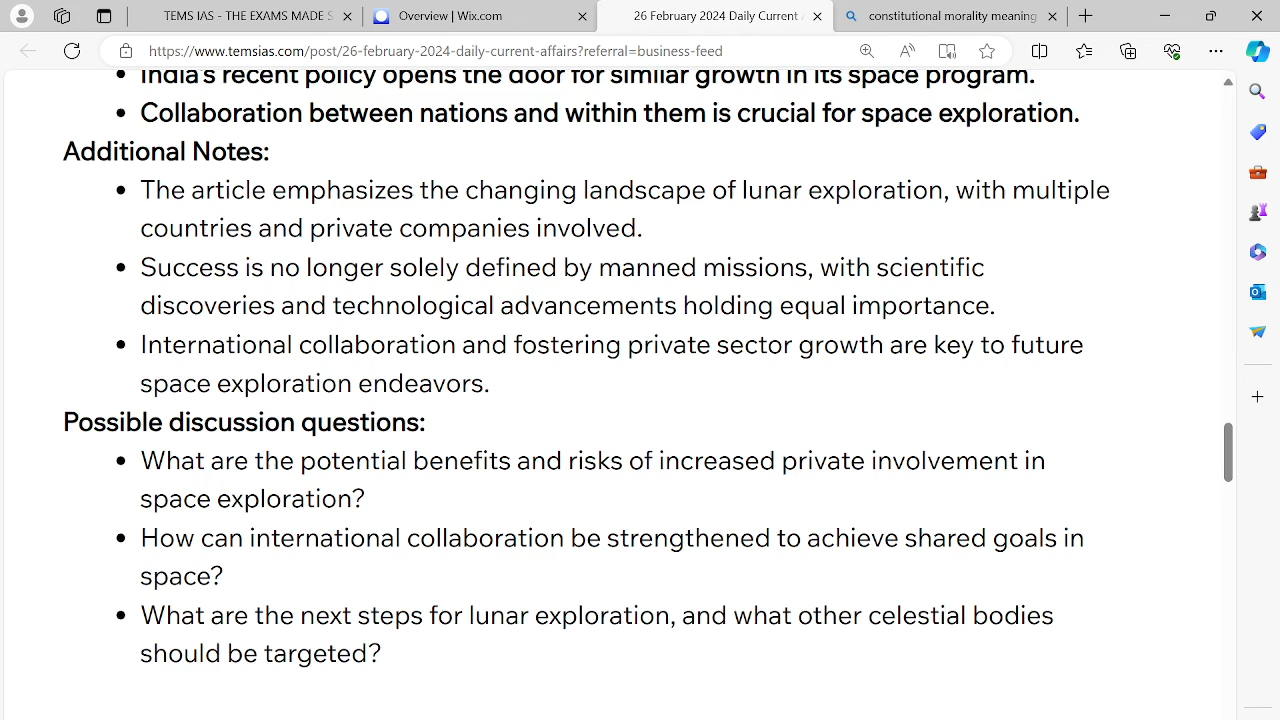 TEMS IAS - THE EXAMS MADE S
Overview | Wix.com
26 February 2024 Daily Current
constitutional morality meaning
https://www.temsias.com/post/26-february-2024-daily-current-affairs?referral=business-feed
• India's recent policy opens the door for similar growth in its space program.
• Collaboration between nations and within them is crucial for space exploration.
Additional Notes:
• The article emphasizes the changing landscape of lunar exploration, with multiple
countries and private companies involved.
• Success is no longer solely defined by manned missions, with scientific
discoveries and technological advancements holding equal importance.
• International collaboration and fostering private sector growth are key to future
space exploration endeavors.
Possible discussion questions:
• What are the potential benefits and risks of increased private involvement in
space exploration?
• How can international collaboration be strengthened to achieve shared goals in
space?
• What are the next steps for lunar exploration, and what other celestial bodies
should be targeted?